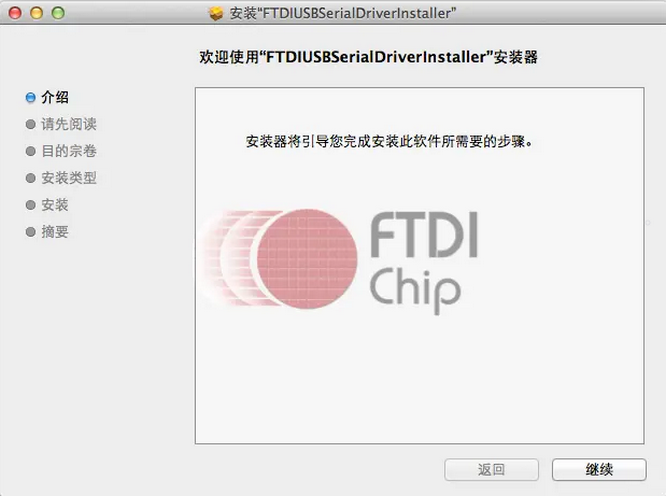 安装“FTDIUSBSerialDriverInstaller”
欢迎使用“FTDIUSBSerialDriverInstaller”安装器
介绍
请先阅读
目的宗卷
安装类型
安装
摘要
安装器将引导您完成安装此软件所需要的步骤。
FTDI
Chip
返回
继续